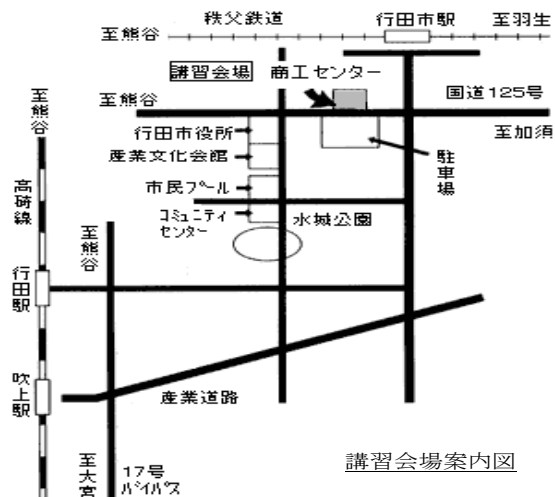 秩父鉄道
行田市駅
至羽生
至熊谷
講習会場
商工センター
至熊谷
国道125号
至加須
行田市役所
産業文化会館
駐車場
市民プール
コミュニティ
センター
水城公園
至熊谷
高崎線
至熊谷
行田駅
吹上駅
産業道路
至大宮
17号
バイパス
講習会場案内図